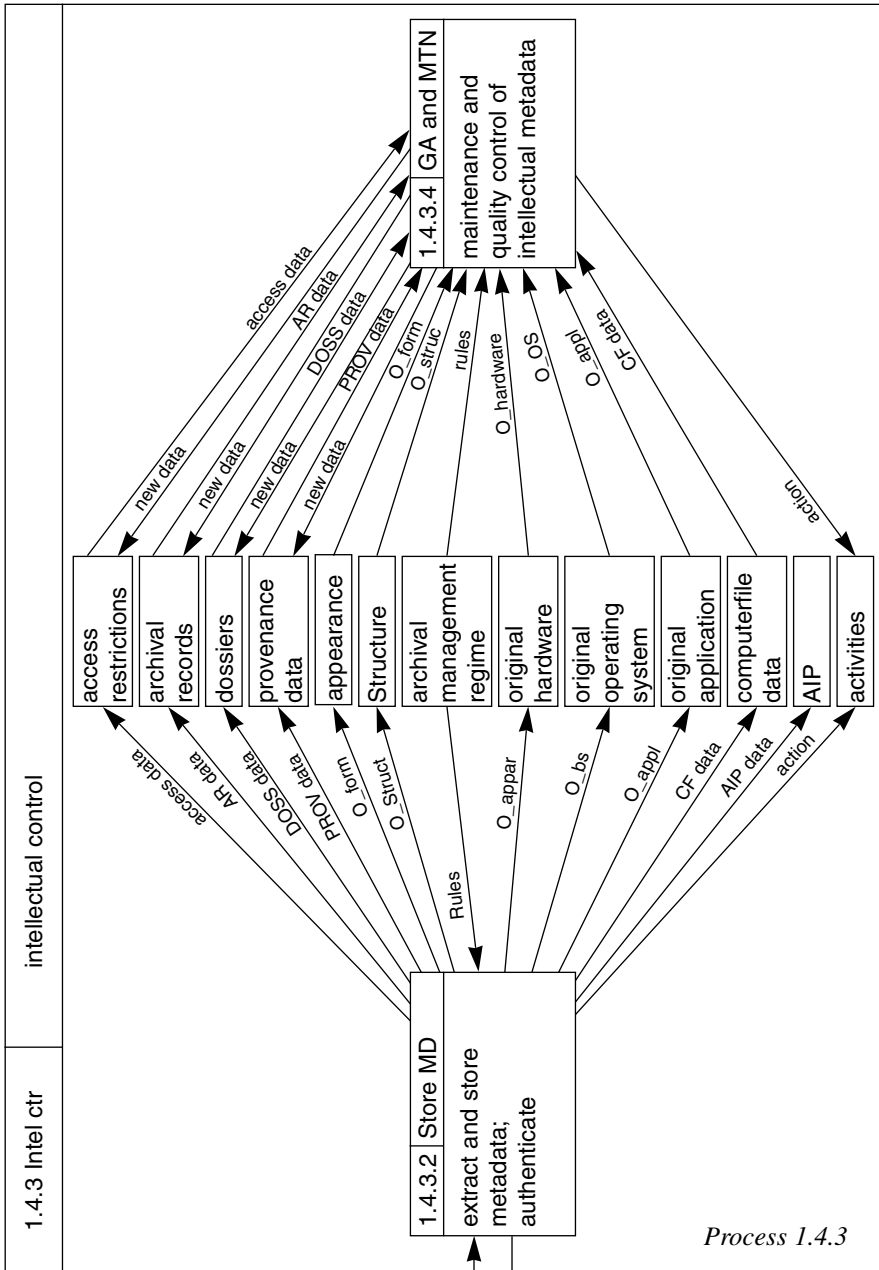 1.4.3 Intel ctr
intellectual control
1.4.3.2
Store MD
extract and store
metadata;
authenticate
access data
AR data
DOSS data
PROV data
O_form
O_Struct
Rules
O_appar
O_bs
O_appl
CF data
AIP data
action
access
restrictions
archival
records
dossiers
provenance
data
appearance
Structure
archival
management
regime
original
hardware
original
operating
system
original
application
computerfile
data
AIP
activities
new data
access data
new data
AR data
new data
DOSS data
new data
PROV data
O_form
O_struc
rules
O_hardware
O_OS
O_appl
CF data
action
1.4.3.4
GA and MTN
maintenance and
quality control of
intellectual metadata
Process 1.4.3